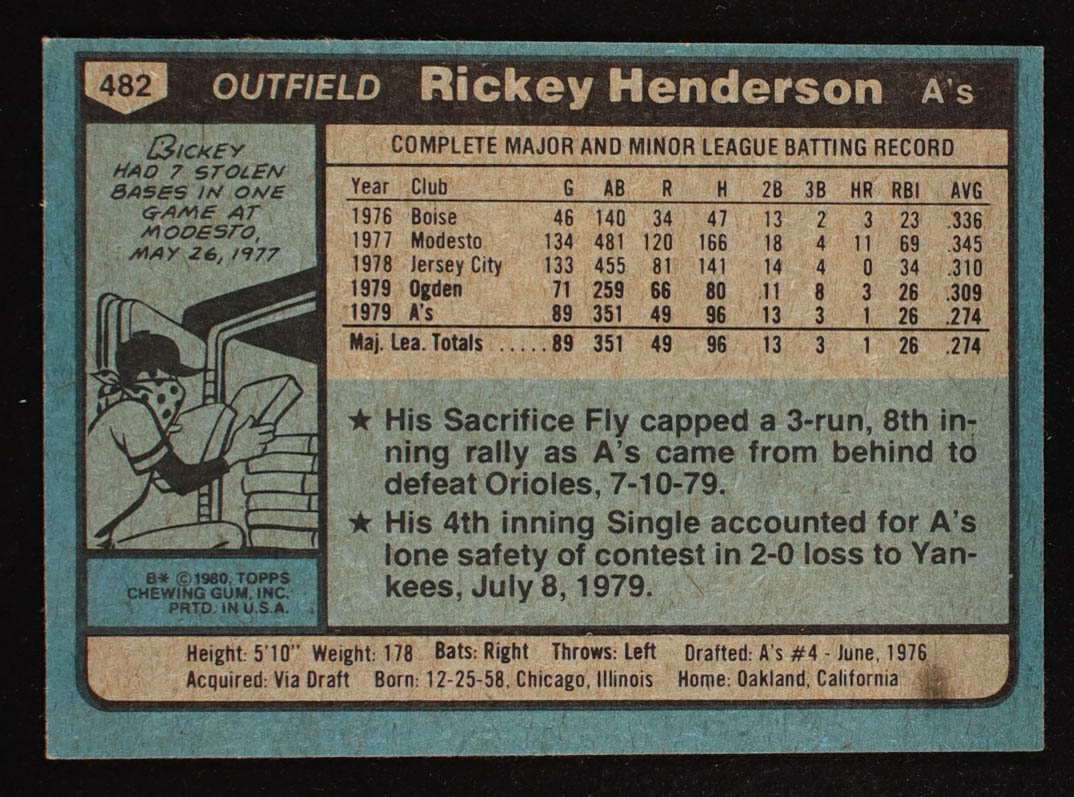 482 OUTFIELD Rickey Henderson A's
RICKEY
HAD 7 STOLEN
BASES IN ONE
GAME AT
MODESTO,
MAY 26, 1977
B* © 1980, TOPPS
CHEWING GUM, INC.
PRTD. IN U.S.A.
COMPLETE MAJOR AND MINOR LEAGUE BATTING RECORD
Year Club G AB R H 2B 3B HR RBI AVG
1976 Boise 46 140 34 47 13 2 3 23 .336
1977 Modesto 134 481 120 166 18 4 11 69 .345
1978 Jersey City 133 455 81 141 14 4 0 34 .310
1979 Ogden 71 259 66 80 11 8 3 26 .309
1979 A's 89 351 49 96 13 3 1 26 .274
Maj. Lea. Totals .....89 351 49 96 13 3 1 26 .274
★ His Sacrifice Fly capped a 3-run, 8th in-
ning rally as A's came from behind to
defeat Orioles, 7-10-79.
★ His 4th inning Single accounted for A's
lone safety of contest in 2-0 loss to Yan-
kees, July 8, 1979.
Height: 5'10" Weight: 178 Bats: Right Throws: Left Drafted: A's #4 - June, 1976
Acquired: Via Draft Born: 12-25-58, Chicago, Illinois Home: Oakland, California